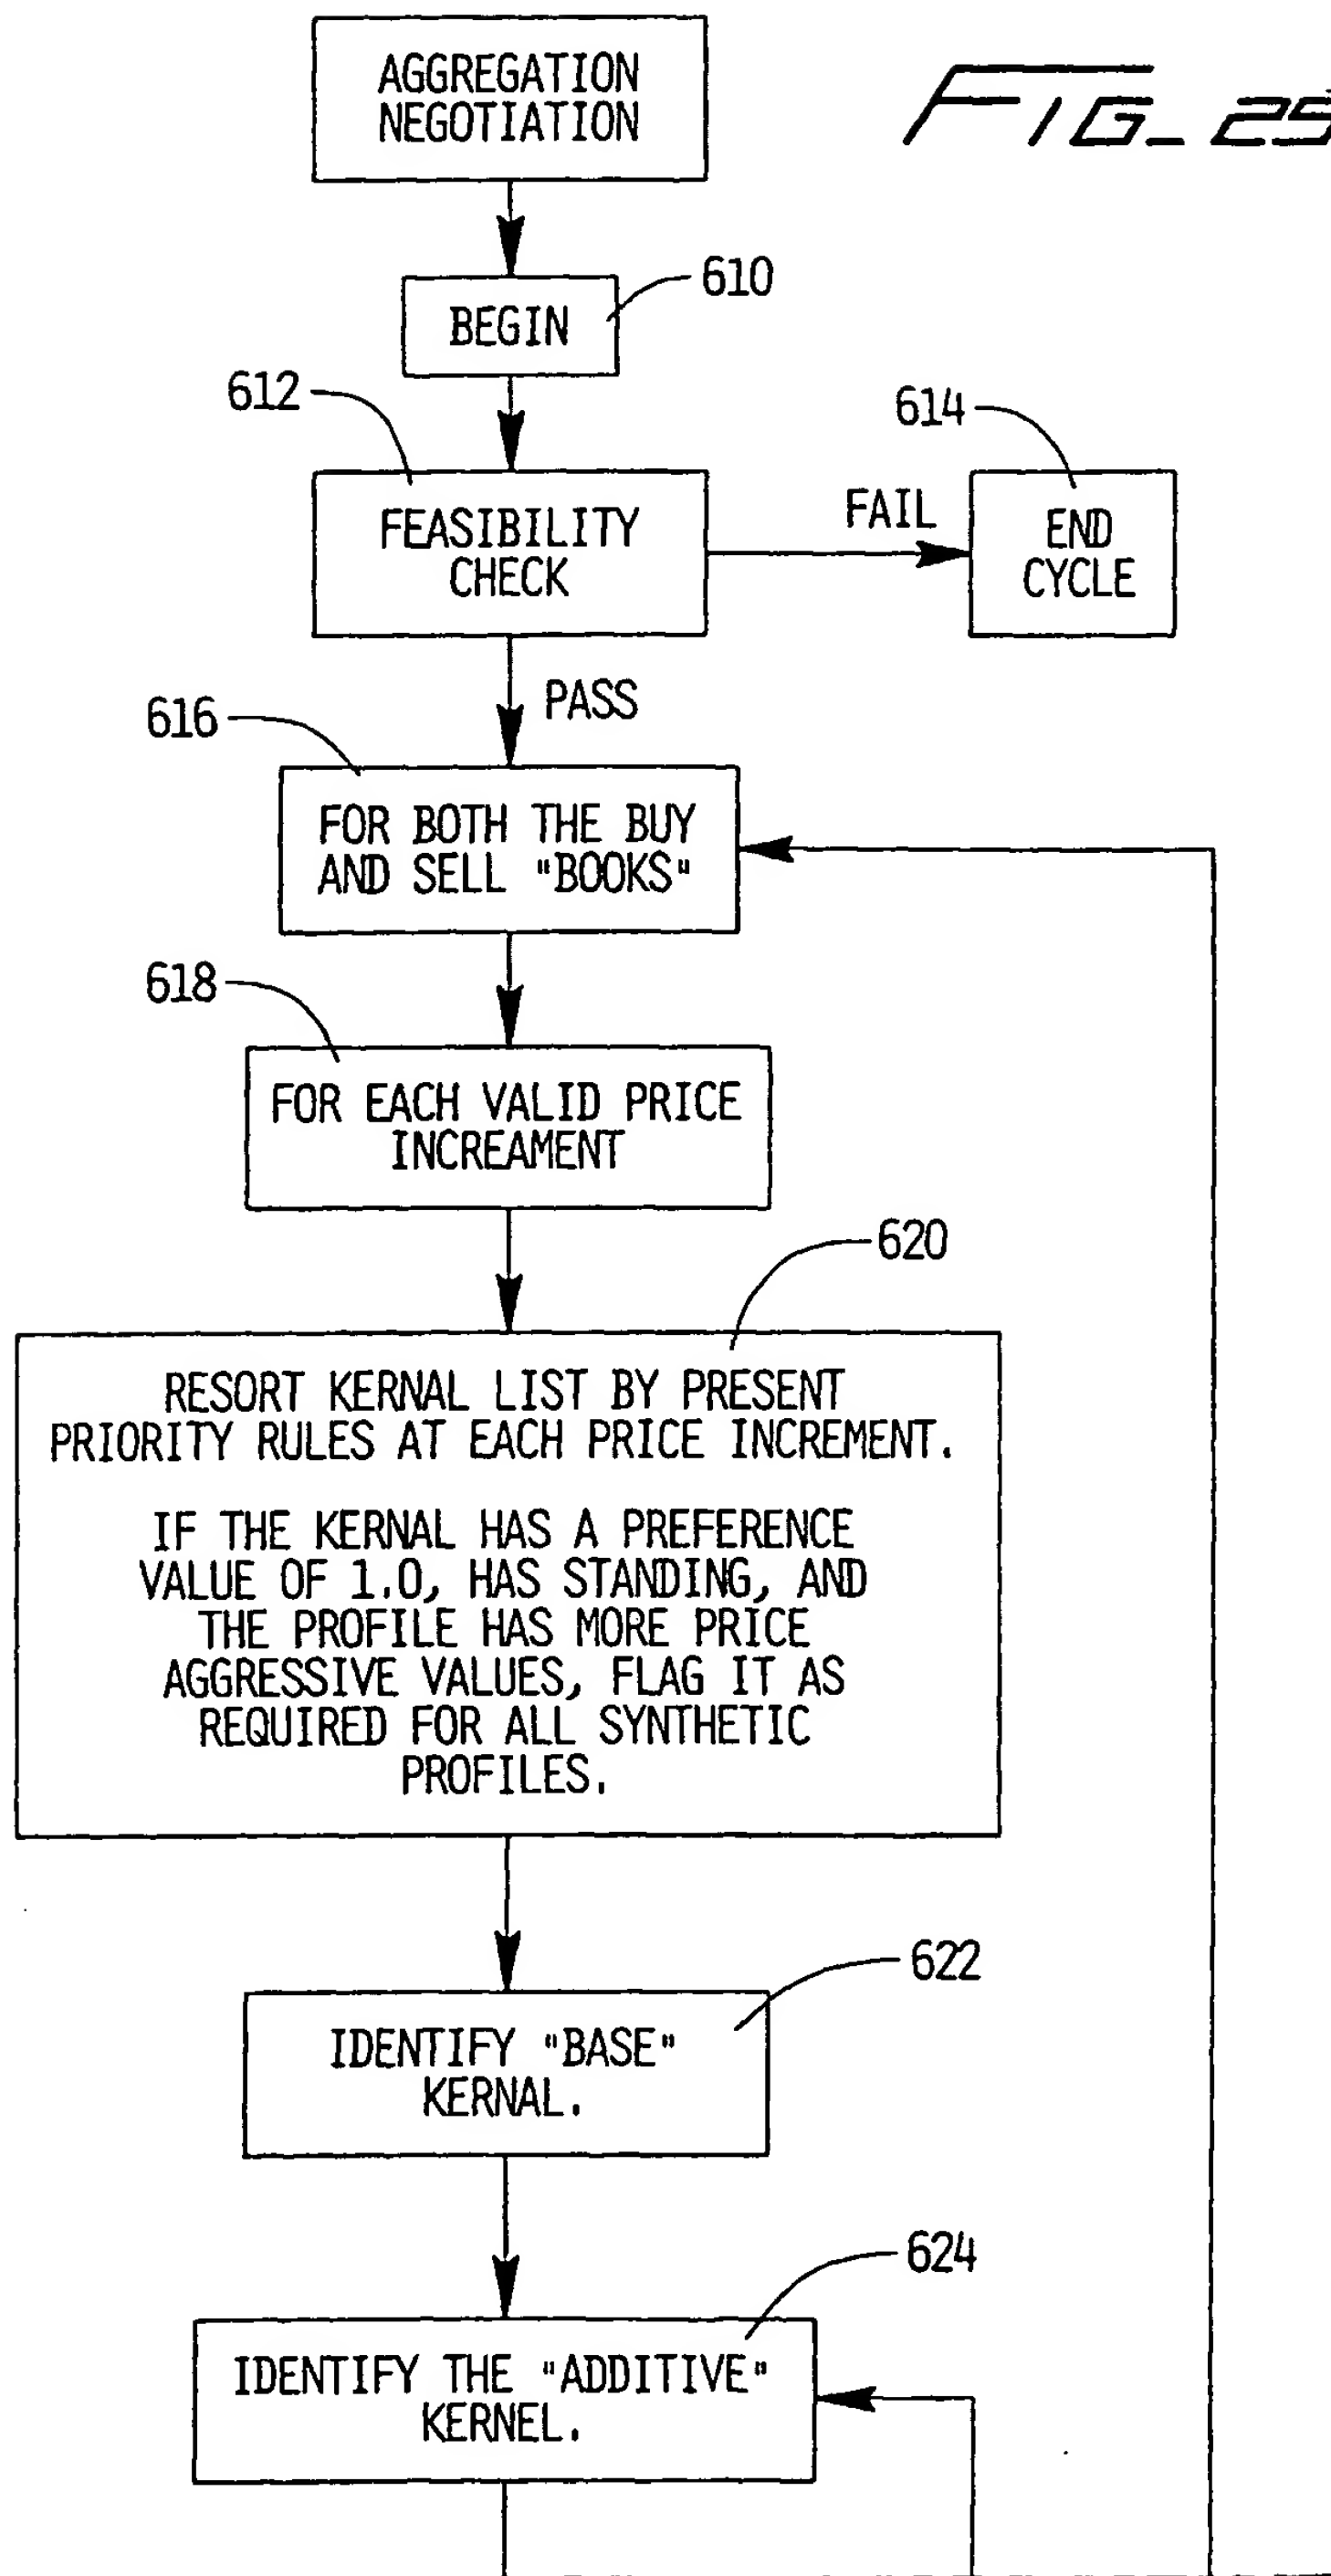 AGGREGATION
NEGOTIATION
FIG_ 25
BEGIN
610
612
FEASIBILITY
CHECK
FAIL
614
END
CYCLE
PASS
616
FOR BOTH THE BUY
AND SELL "BOOKS"
618
FOR EACH VALID PRICE
INCREAMENT
620
RESORT KERNAL LIST BY PRESENT
PRIORITY RULES AT EACH PRICE INCREMENT.
IF THE KERNAL HAS A PREFERENCE
VALUE OF 1.0, HAS STANDING, AND
THE PROFILE HAS MORE PRICE
AGGRESSIVE VALUES, FLAG IT AS
REQUIRED FOR ALL SYNTHETIC
PROFILES.
622
IDENTIFY "BASE"
KERNAL.
624
IDENTIFY THE "ADDITIVE"
KERNEL.